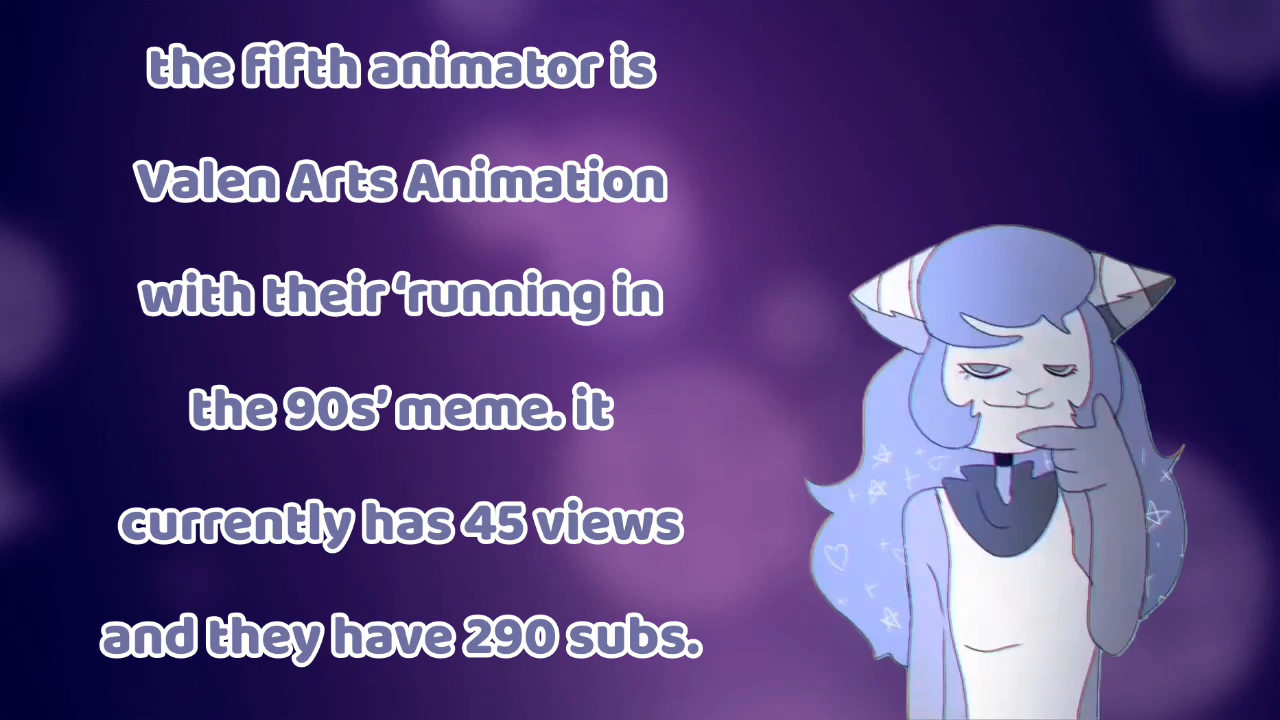 the fifth animator is
Valen Arts Animation
with their ‘running in
the 90s’ meme. it
currently has 45 views
and they have 290 subs.